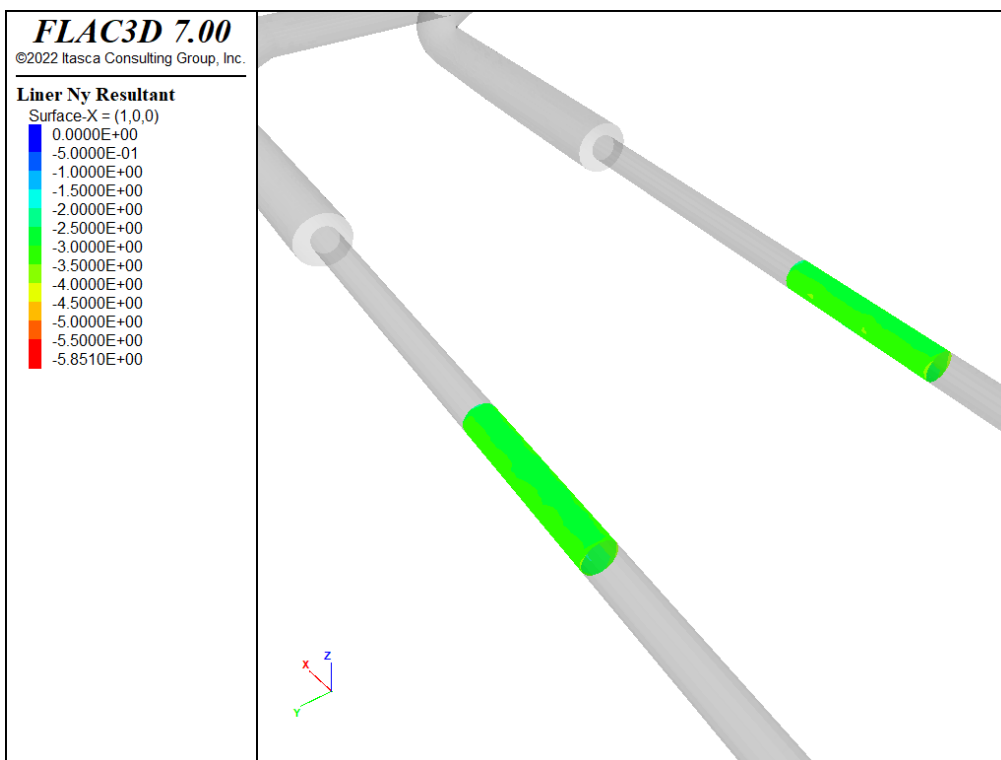 FLAC3D 7.00
©2022 Itasca Consulting Group, Inc.
Liner Ny Resultant
Surface-X = (1,0,0)
0.0000E+00
-5.0000E-01
-1.0000E+00
-1.5000E+00
-2.0000E+00
-2.5000E+00
-3.0000E+00
-3.5000E+00
-4.0000E+00
-4.5000E+00
-5.0000E+00
-5.5000E+00
-5.8510E+00
Z
X
Y